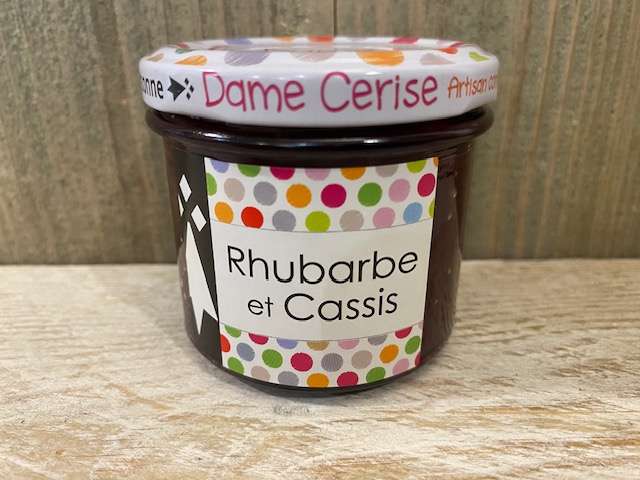 Dame Cerise
Artisan
Rhubarbe
et Cassis